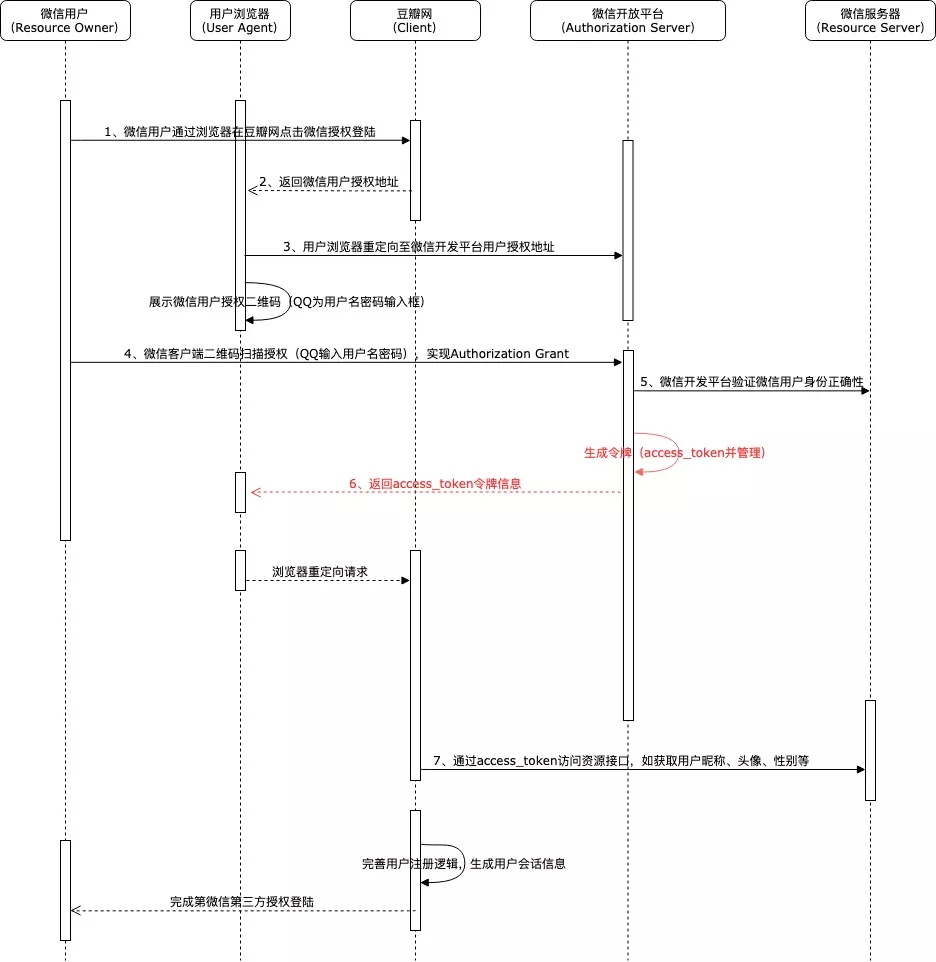 微信用户
(Resource Owner)
用户浏览器
(User Agent)
豆瓣网
(Client)
微信开放平台
(Authorization Server)
微信服务器
(Resource Server)
1、微信用户通过浏览器在豆瓣网点击微信授权登陆
2、返回微信用户授权地址
3、用户浏览器重定向至微信开发平台用户授权地址
展示微信用户授权二维码（QQ为用户名密码输入框）
4、微信客户端二维码扫描授权（QQ输入用户名密码），实现Authorization Grant
5、微信开发平台验证微信用户身份正确性
生成令牌（access_token并管理）
6、返回access_token令牌信息
浏览器重定向请求
7、通过access_token访问资源接口，如获取用户昵称、头像、性别等
完善用户注册逻辑，生成用户会话信息
完成第微信第三方授权登陆